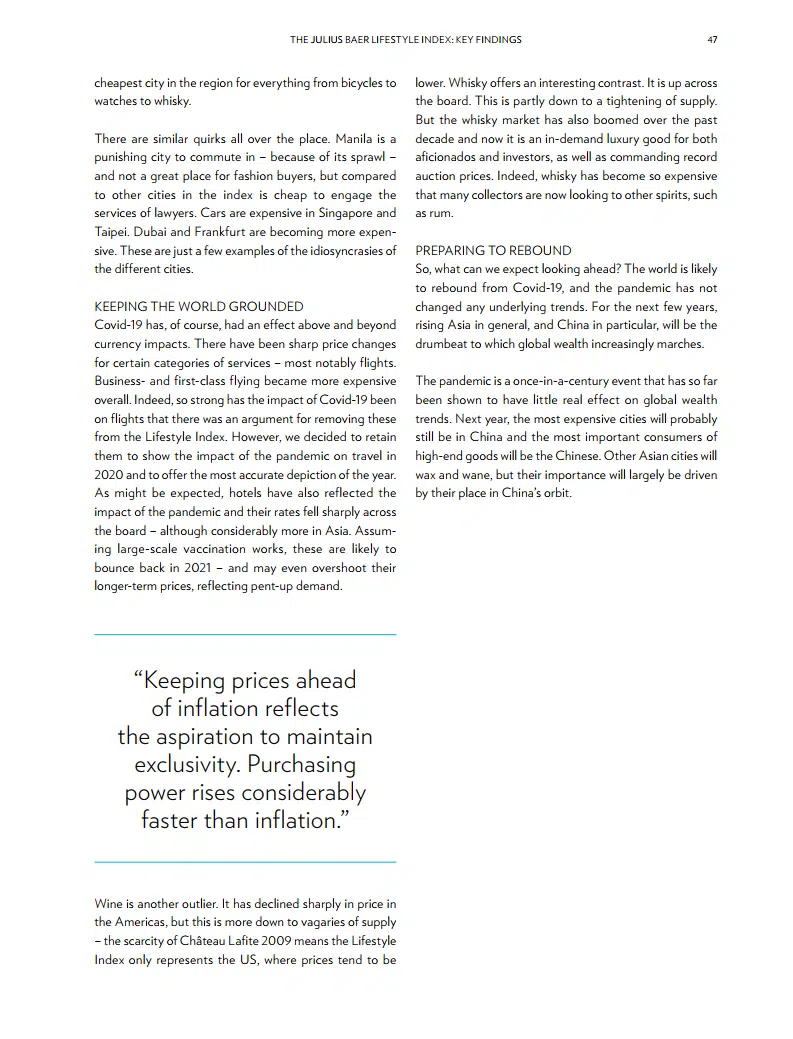 THE JULIUS BAER LIFESTYLE INDEX: KEY FINDINGS
47
cheapest city in the region for everything from bicycles to
watches to whisky.
There are similar quirks all over the place. Manila is a
punishing city to commute in – because of its sprawl –
and not a great place for fashion buyers, but compared
to other cities in the index is cheap to engage the
services of lawyers. Cars are expensive in Singapore and
Taipei. Dubai and Frankfurt are becoming more expen-
sive. These are just a few examples of the idiosyncrasies of
the different cities.
KEEPING THE WORLD GROUNDED
Covid-19 has, of course, had an effect above and beyond
currency impacts. There have been sharp price changes
for certain categories of services – most notably flights.
Business- and first-class flying became more expensive
overall. Indeed, so strong has the impact of Covid-19 been
on flights that there was an argument for removing these
from the Lifestyle Index. However, we decided to retain
them to show the impact of the pandemic on travel in
2020 and to offer the most accurate depiction of the year.
As might be expected, hotels have also reflected the
impact of the pandemic and their rates fell sharply across
the board – although considerably more in Asia. Assum-
ing large-scale vaccination works, these are likely to
bounce back in 2021 – and may even overshoot their
longer-term prices, reflecting pent-up demand.
“Keeping prices ahead
of inflation reflects
the aspiration to maintain
exclusivity. Purchasing
power rises considerably
faster than inflation.”
Wine is another outlier. It has declined sharply in price in
the Americas, but this is more down to vagaries of supply
– the scarcity of Château Lafite 2009 means the Lifestyle
Index only represents the US, where prices tend to be
lower. Whisky offers an interesting contrast. It is up across
the board. This is partly down to a tightening of supply.
But the whisky market has also boomed over the past
decade and now it is an in-demand luxury good for both
aficionados and investors, as well as commanding record
auction prices. Indeed, whisky has become so expensive
that many collectors are now looking to other spirits, such
as rum.
PREPARING TO REBOUND
So, what can we expect looking ahead? The world is likely
to rebound from Covid-19, and the pandemic has not
changed any underlying trends. For the next few years,
rising Asia in general, and China in particular, will be the
drumbeat to which global wealth increasingly marches.
The pandemic is a once-in-a-century event that has so far
been shown to have little real effect on global wealth
trends. Next year, the most expensive cities will probably
still be in China and the most important consumers of
high-end goods will be the Chinese. Other Asian cities will
wax and wane, but their importance will largely be driven
by their place in China’s orbit.